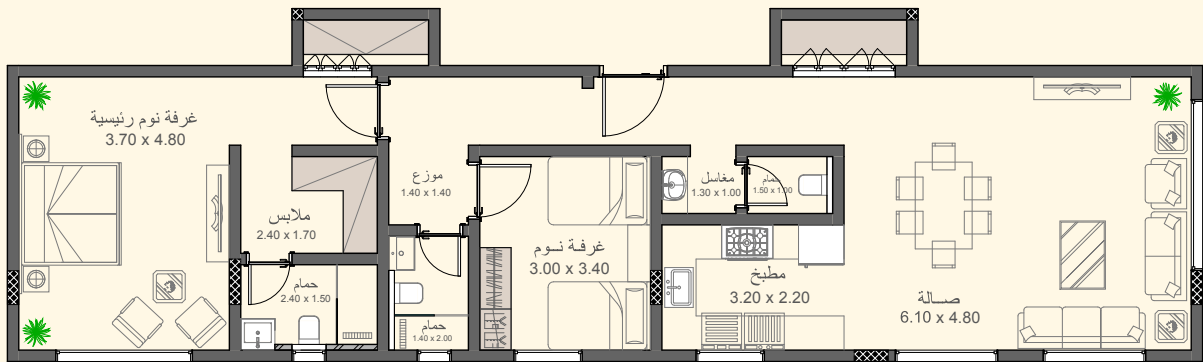 غرفة نوم رئيسية
3.70 x 4.80
ملابس
2.40 x 1.70
حمام
2.40 x 1.50
موزع
1.40 x 1.40
حمام
1.40 x 2.00
غرفة نــوم
3.00 x 3.40
مغاسل
1.30 x 1.00
حمام
1.50 x 1.00
مطبخ
3.20 x 2.20
صـــالة
6.10 x 4.80